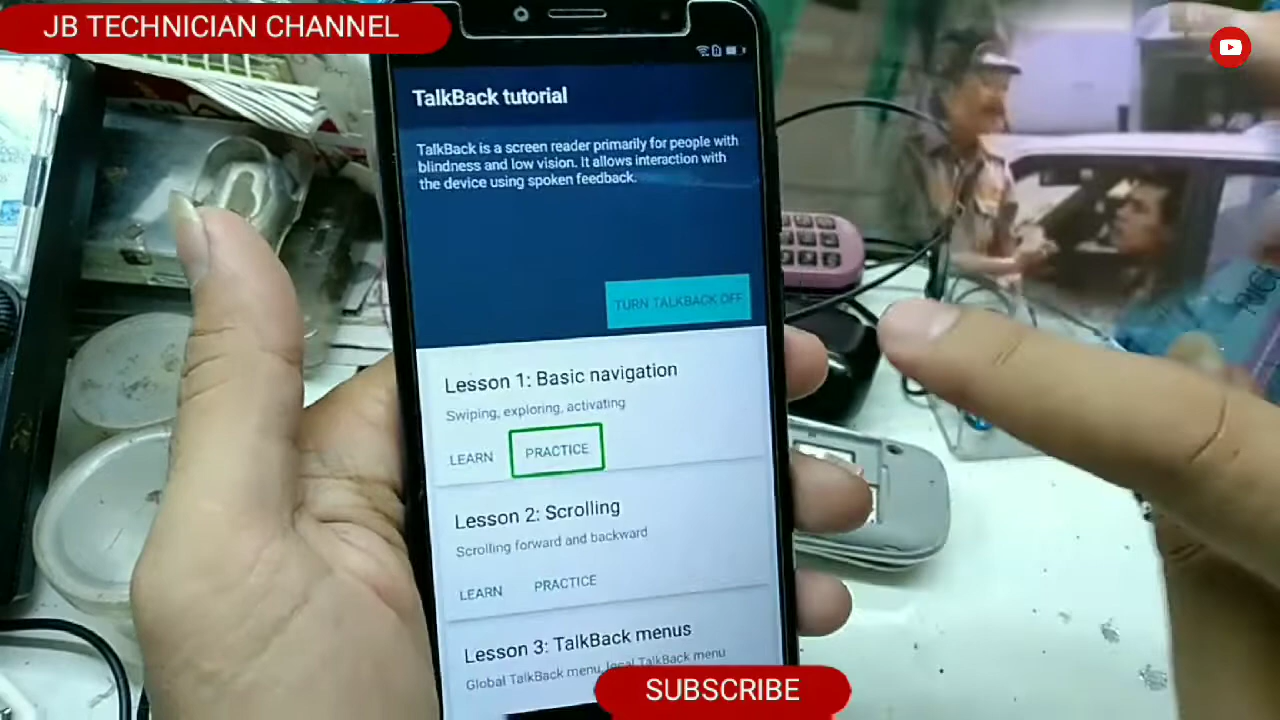 JB TECHNICIAN CHANNEL
TalkBack tutorial
TalkBack is a screen reader primarily for people with
blindness and low vision. It allows interaction with
the device using spoken feedback.
TURN TALKBACK OFF
Lesson 1: Basic navigation
Swiping, exploring, activating
LEARN PRACTICE
Lesson 2: Scrolling
Scrolling forward and backward
LEARN PRACTICE
Lesson 3: TalkBack menus
Global TalkBack menu, local TalkBack menu
SUBSCRIBE